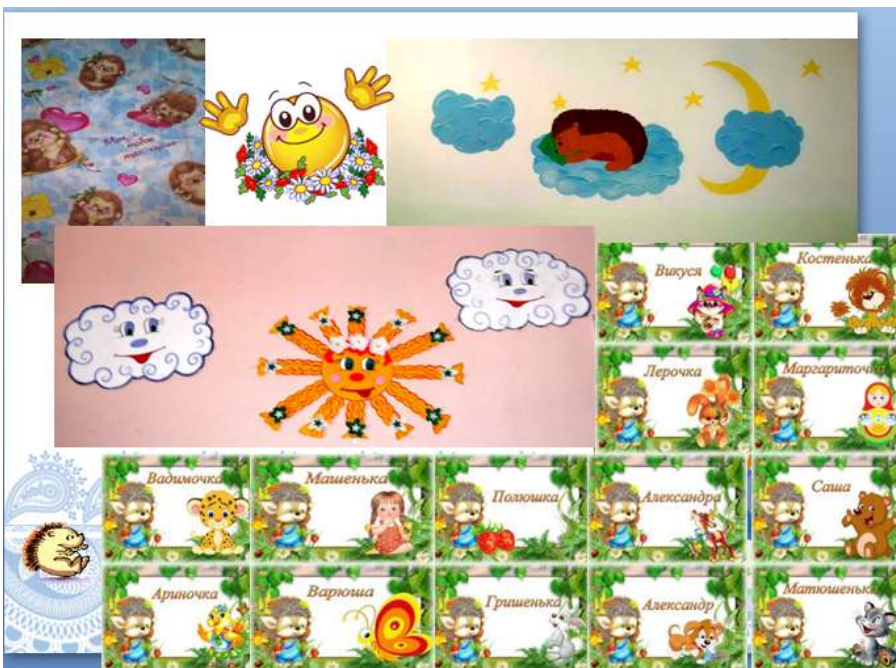 Викуся
Костенька
Лерочка
Маргариточка
Вадимочка
Машенька
Полюшка
Александра
Саша
Ариночка
Варюша
Гришенька
Александр
Матюшенька